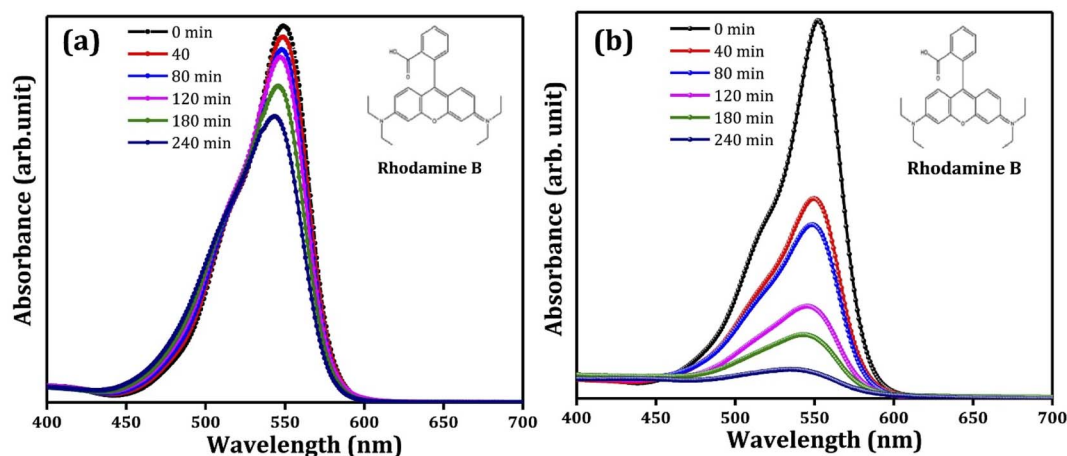 (a)
0 min
40
80 min
120 min
180 min
240 min
HO
O
N
O
N
Rhodamine B
Absorbance (arb.unit)
400 450 500 550 600 650 700
Wavelength (nm)
(b)
0 min
40 min
80 min
120 min
180 min
240 min
HO
O
N
O
N
Rhodamine B
Absorbance (arb. unit)
400 450 500 550 600 650 700
Wavelength (nm)